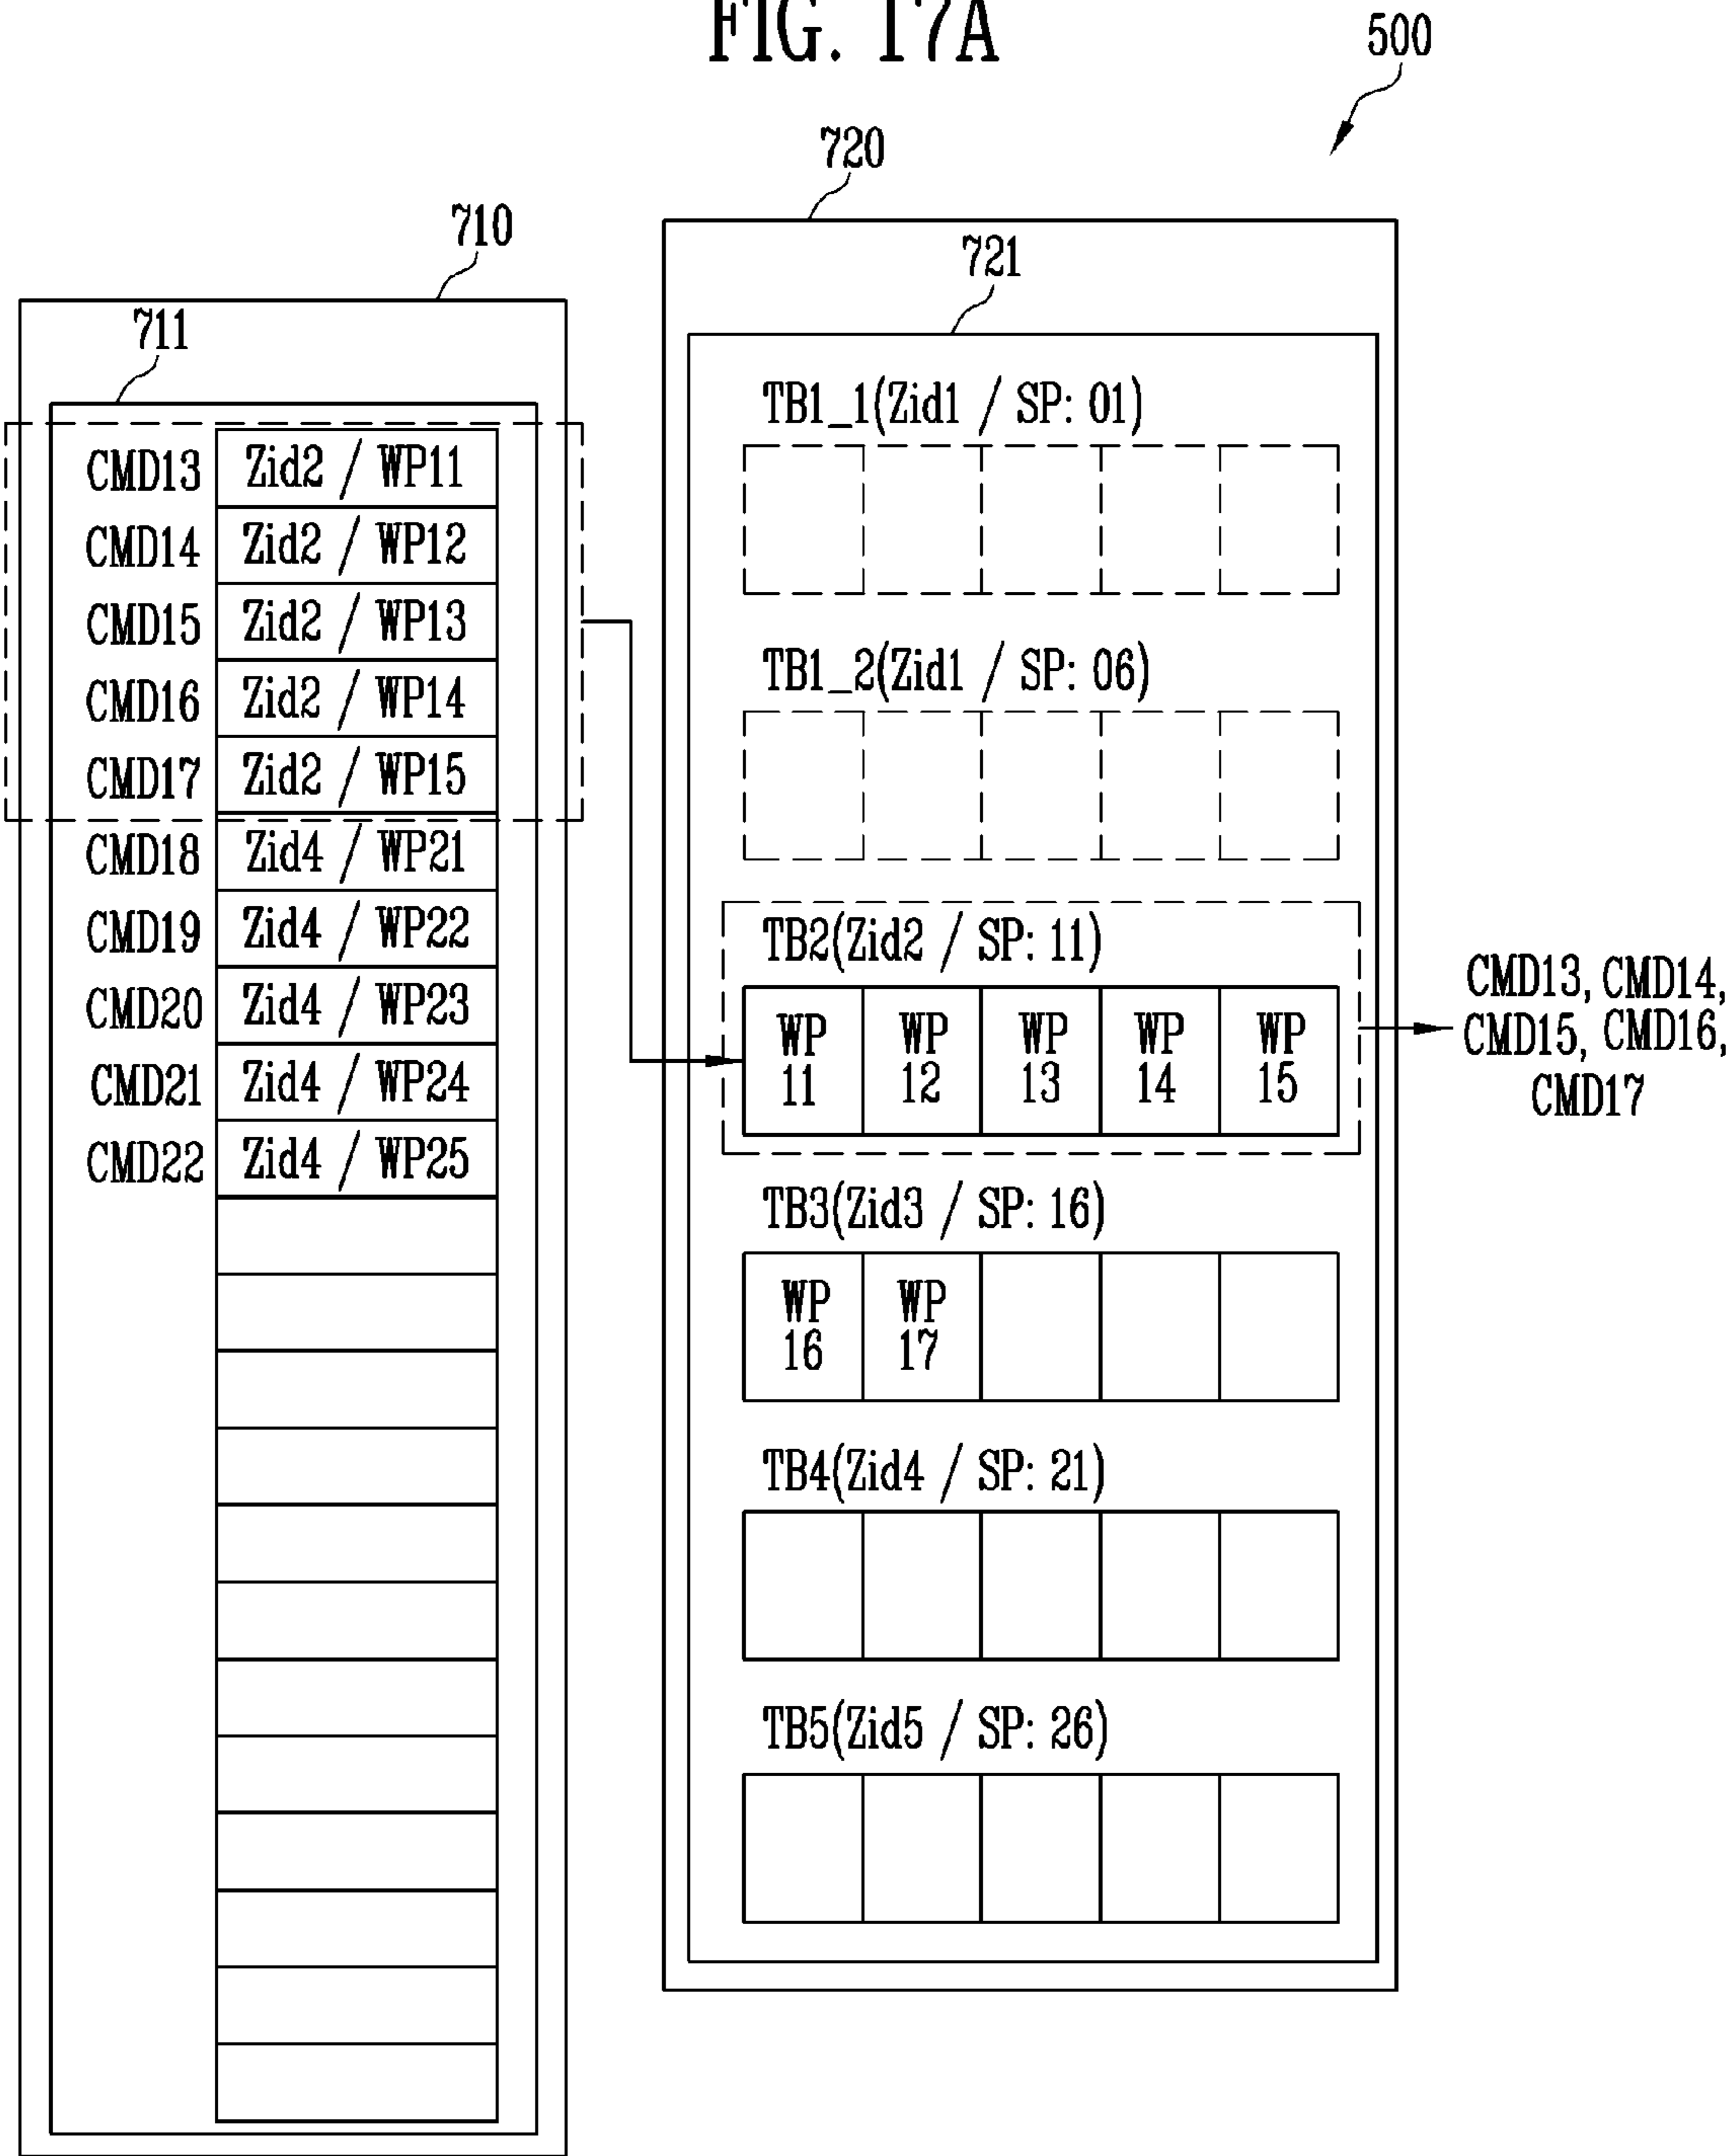 FIG. 17A
500
720
710
721
711
TB1_1(Zid1 / SP: 01)
CMD13 Zid2 / WP11
CMD14 Zid2 / WP12
CMD15 Zid2 / WP13
CMD16 Zid2 / WP14
CMD17 Zid2 / WP15
CMD18 Zid4 / WP21
CMD19 Zid4 / WP22
CMD20 Zid4 / WP23
CMD21 Zid4 / WP24
CMD22 Zid4 / WP25
TB1_2(Zid1 / SP: 06)
TB2(Zid2 / SP: 11)
WP WP WP WP WP
11 12 13 14 15
CMD13, CMD14,
CMD15, CMD16,
CMD17
TB3(Zid3 / SP: 16)
WP WP
16 17
TB4(Zid4 / SP: 21)
TB5(Zid5 / SP: 26)